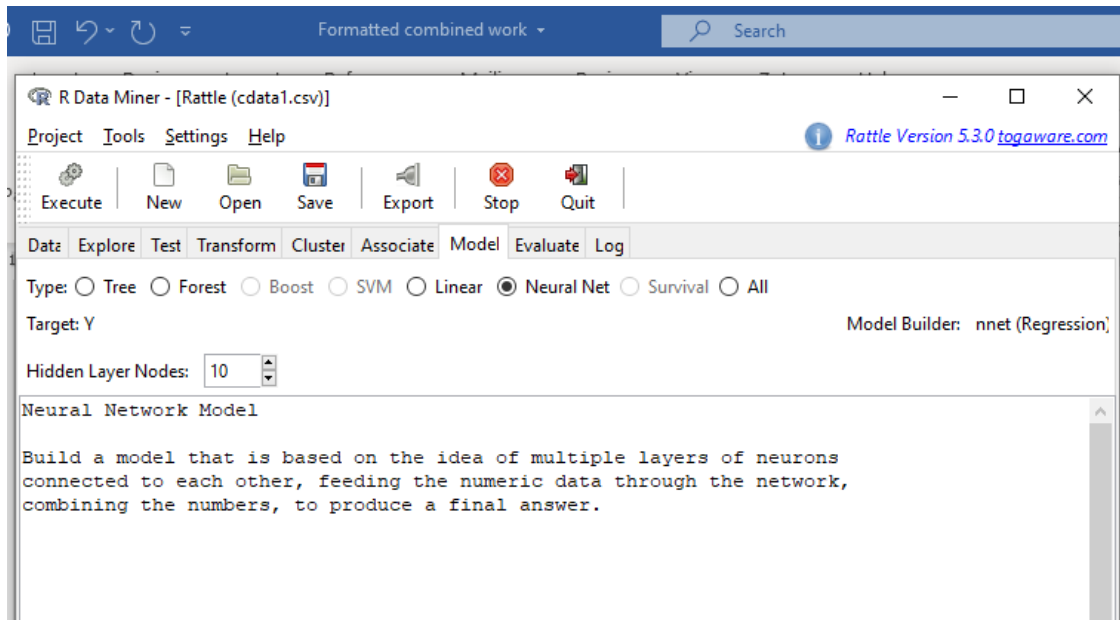 Formatted combined work
Search
R Data Miner - [Rattle (cdata1.csv)]
Project Tools Settings Help
Rattle Version 5.3.0 togaware.com
Execute New Open Save Export Stop Quit
Data Explore Test Transform Cluster Associate Model Evaluate Log
Type: Tree Forest Boost SVM Linear Neural Net Survival All
Target: Y
Model Builder: nnet (Regression)
Hidden Layer Nodes: 10
Neural Network Model
Build a model that is based on the idea of multiple layers of neurons
connected to each other, feeding the numeric data through the network,
combining the numbers, to produce a final answer.